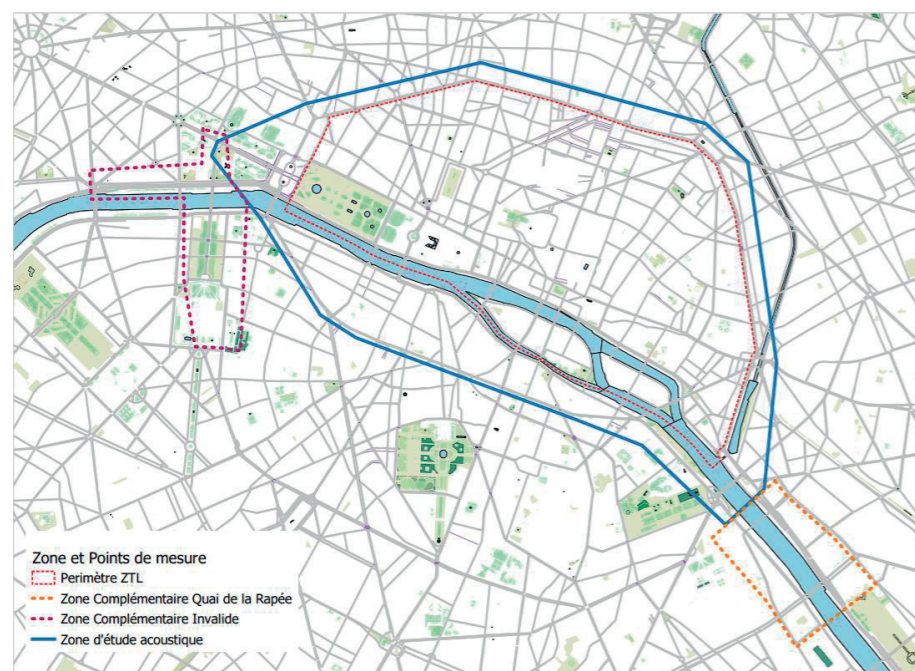 Zone et Points de mesure
Perimètre ZTL
Zone Complémentaire Quai de la Rapée
Zone Complémentaire Invalide
Zone d'étude acoustique